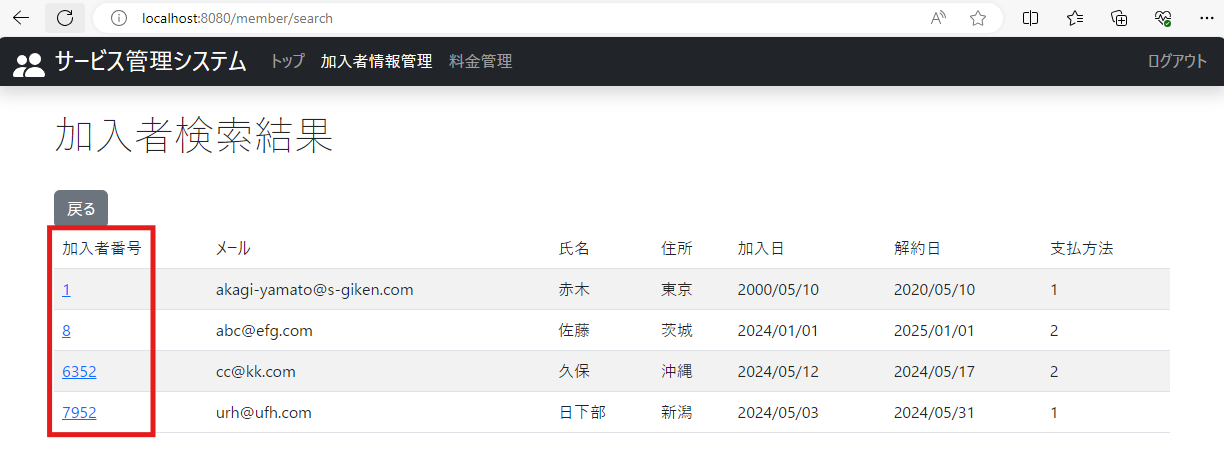 localhost:8080/member/search
サービス管理システム トップ 加入者情報管理 料金管理 ログアウト
加入者検索結果
戻る
加入者番号 メール 氏名 住所 加入日 解約日 支払方法
1 akagi-yamato@s-giken.com 赤木 東京 2000/05/10 2020/05/10 1
8 abc@efg.com 佐藤 茨城 2024/01/01 2025/01/01 2
6352 cc@kk.com 久保 沖縄 2024/05/12 2024/05/17 2
7952 urh@ufh.com 日下部 新潟 2024/05/03 2024/05/31 1